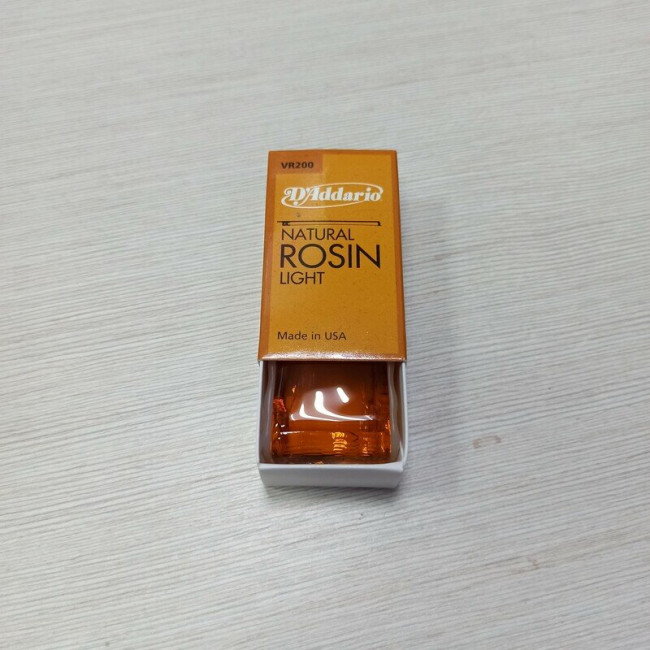 VR200
D'Addario
NATURAL
ROSIN
LIGHT
Made in USA